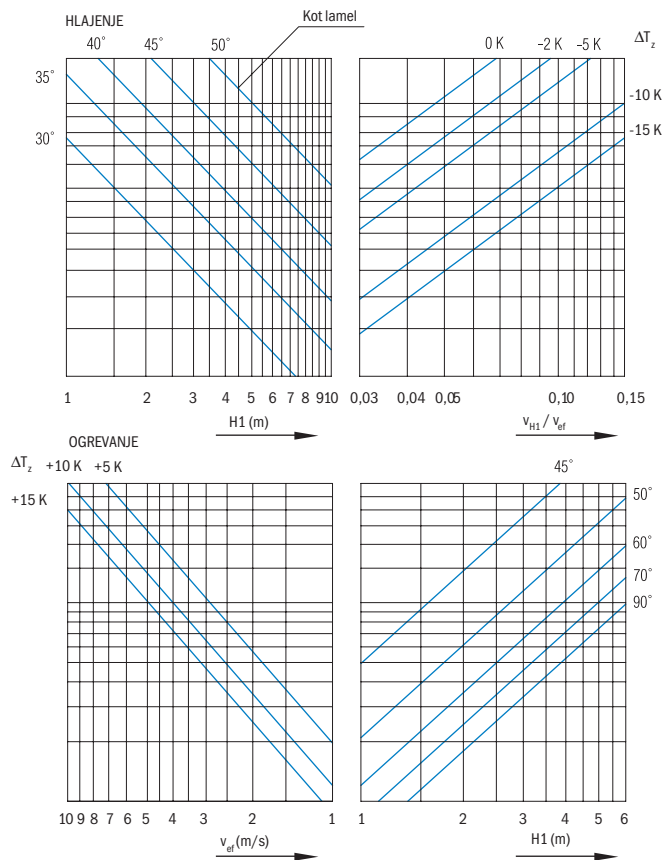 HLAJENJE
Kot lamel
40° 45° 50°
0 K -2 K -5 K ΔTz
35°
30°
-10 K
-15 K
1 2 3 4 5 6 7 8 910
H1 (m)
0,03 0,04 0,05 0,10 0,15
vH1 / vef
OGREVANJE
ΔTz +10 K +5 K
+15 K
45°
50°
60°
70°
90°
10 9 8 7 6 5 4 3 2 1
vef (m/s)
1 2 3 4 5 6
H1 (m)